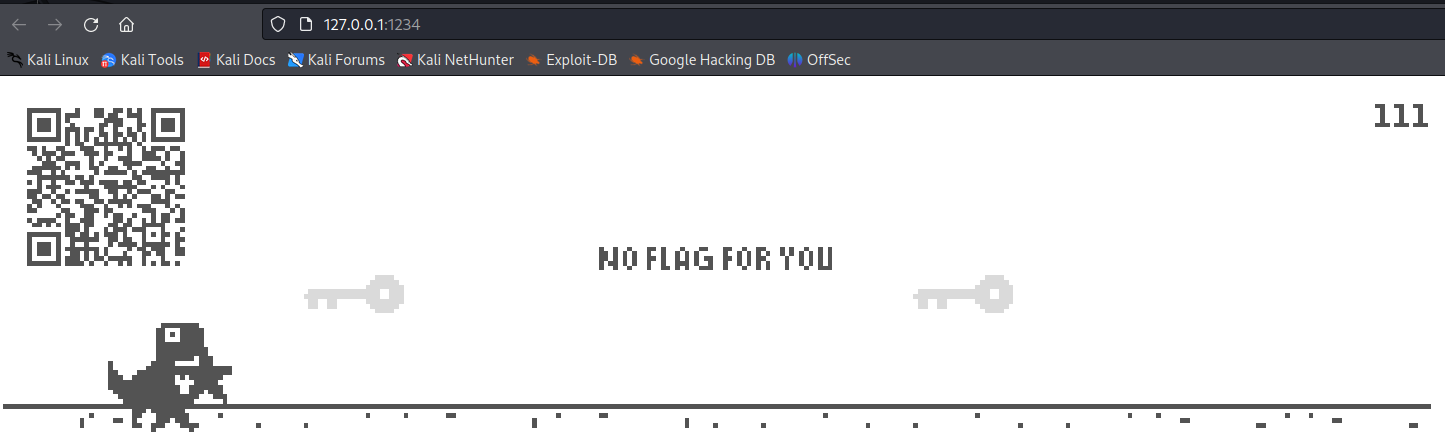 127.0.0.1:1234
Kali Linux Kali Tools Kali Docs Kali Forums Kali NetHunter Exploit-DB Google Hacking DB OffSec
111
NO FLAG FOR YOU